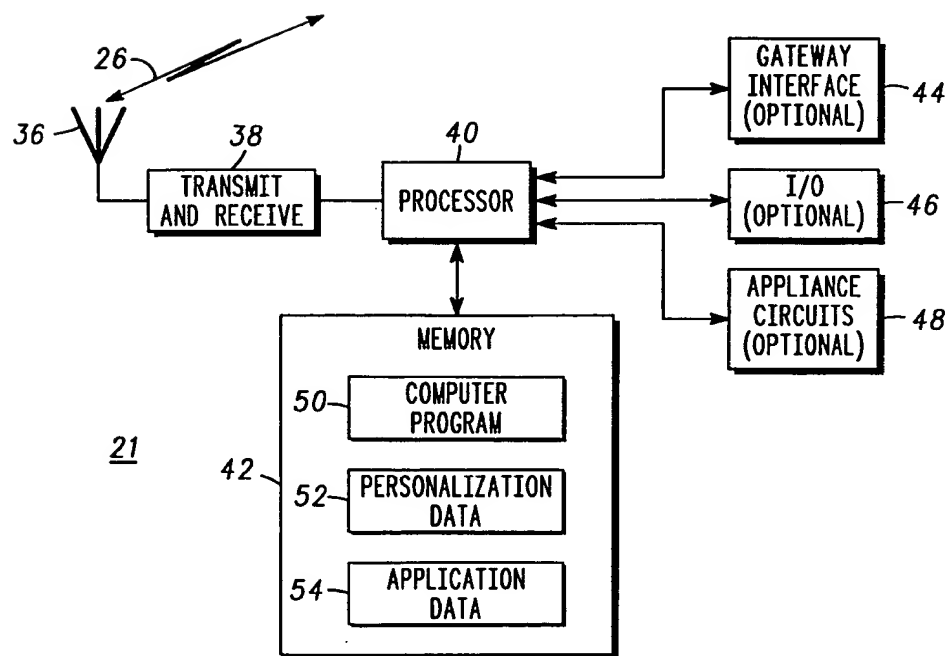 26
36
38
TRANSMIT
AND RECEIVE
40
PROCESSOR
GATEWAY
INTERFACE
(OPTIONAL)
44
I/O
(OPTIONAL)
46
APPLIANCE
CIRCUITS
(OPTIONAL)
48
MEMORY
50
COMPUTER
PROGRAM
21
42
52
PERSONALIZATION
DATA
54
APPLICATION
DATA